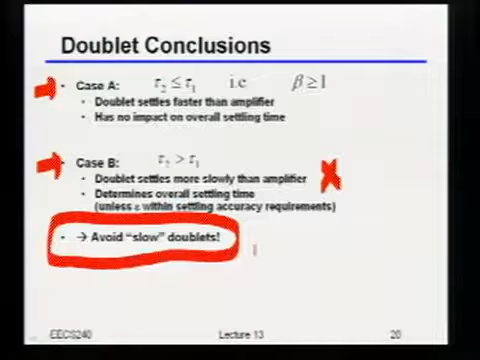 Doublet Conclusions
• Case A: τ₂ ≤ τ₁ i.e β ≥ 1
• Doublet settles faster than amplifier
• Has no impact on overall settling time
• Case B: τ₂ > τ₁
• Doublet settles more slowly than amplifier
• Determines overall settling time
(unless ε within settling accuracy requirements)
• → Avoid "slow" doublets!
EECS240 Lecture 13 20